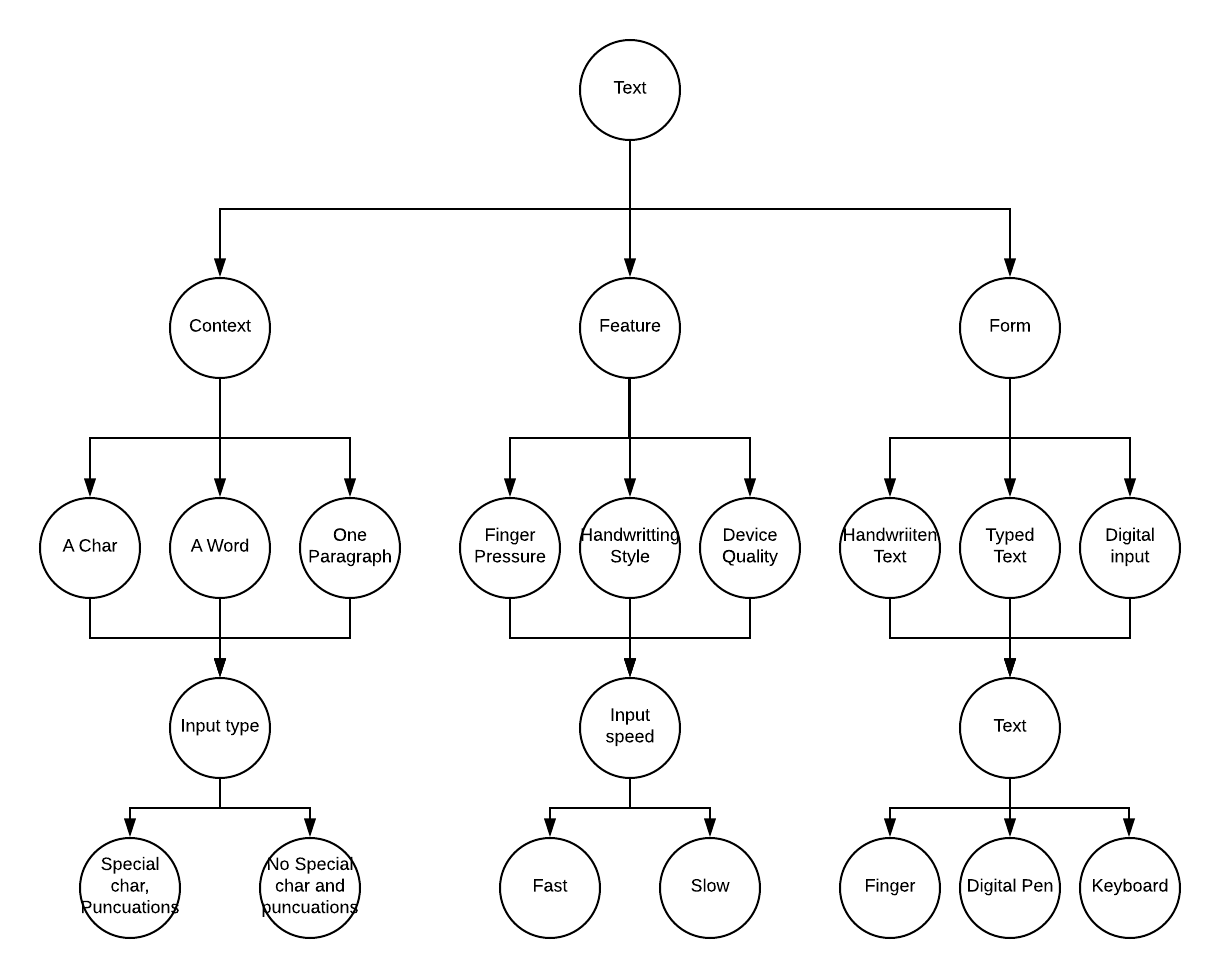 Text
Context
Feature
Form
A Char
A Word
One
Paragraph
Finger
Pressure
Handwritting
Style
Device
Quality
Handwriiten
Text
Typed
Text
Digital
input
Input type
Input
speed
Text
Special
char,
Puncuations
No Special
char and
puncuations
Fast
Slow
Finger
Digital Pen
Keyboard